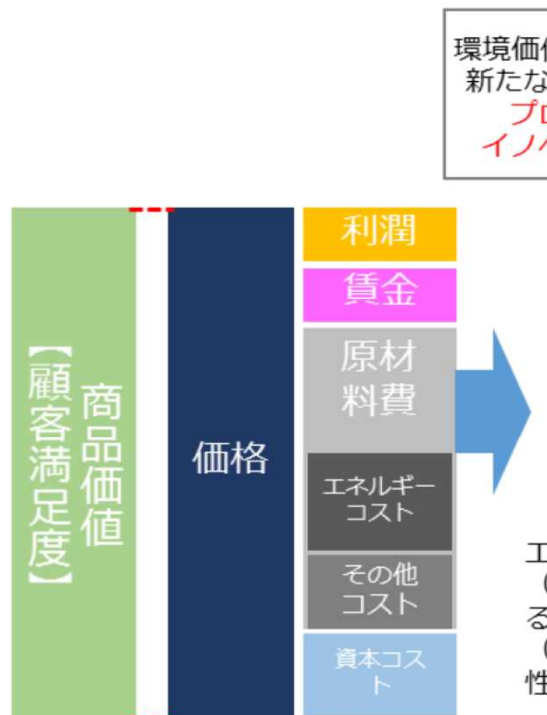 環境価
新たな
プロ
イノベ
利潤
賃金
原材
料費
エネルギー
コスト
その他
コスト
資本コス
ト
価格
商品価値
【顧客満足度】
エ
(
る
(
性